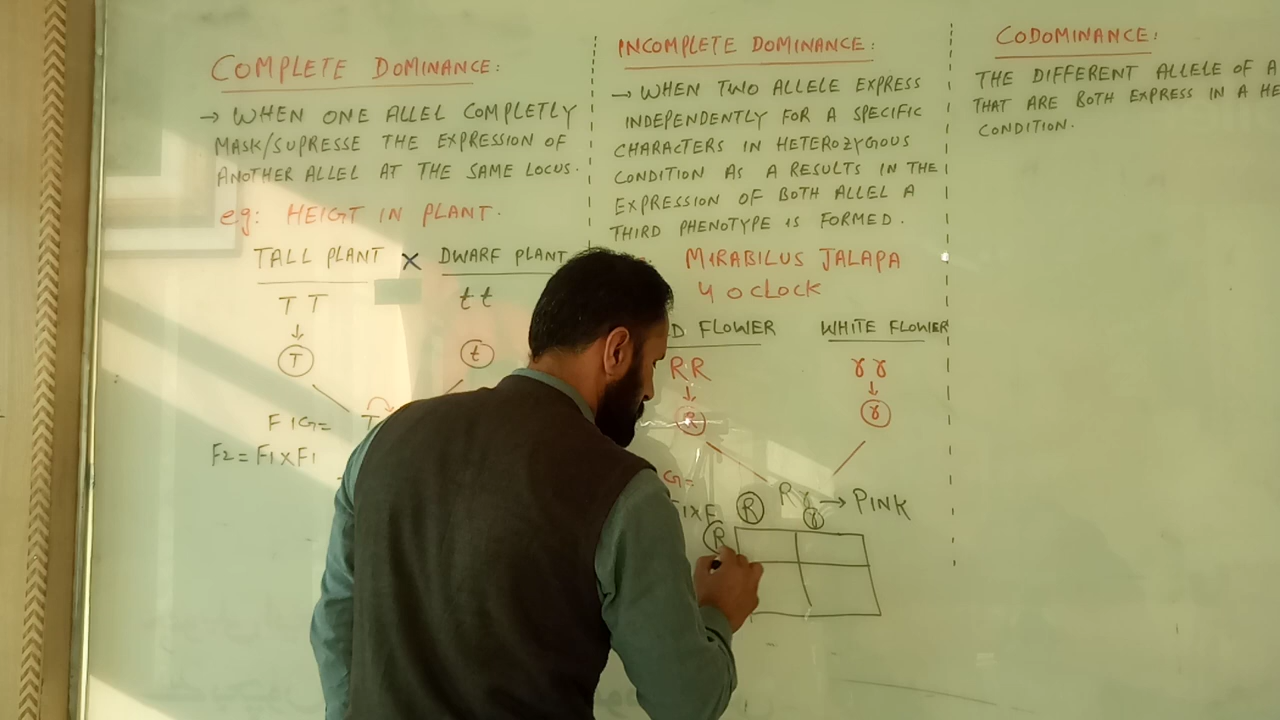 COMPLETE DOMINANCE:
→ WHEN ONE ALLEL COMPLETLY
MASK/SUPRESSE THE EXPRESSION OF
ANOTHER ALLEL AT THE SAME LOCUS.
eg: HEIGT IN PLANT.
TALL PLANT X DWARF PLANT
TT tt
↓
T t
F1G= T
F2=F1XF1
INCOMPLETE DOMINANCE:
→ WHEN TWO ALLELE EXPRESS
INDEPENDENTLY FOR A SPECIFIC
CHARACTERS IN HETEROZYGOUS
CONDITION AS A RESULTS IN THE
EXPRESSION OF BOTH ALLEL A
THIRD PHENOTYPE IS FORMED.
MIRABILUS JALAPA
4 O CLOCK
D FLOWER WHITE FLOWER
RR rr
↓ ↓
R r
G= Rr → PINK
F1XF R r
R
CODOMINANCE:
THE DIFFERENT ALLELE OF A
THAT ARE BOTH EXPRESS IN A HE
CONDITION.